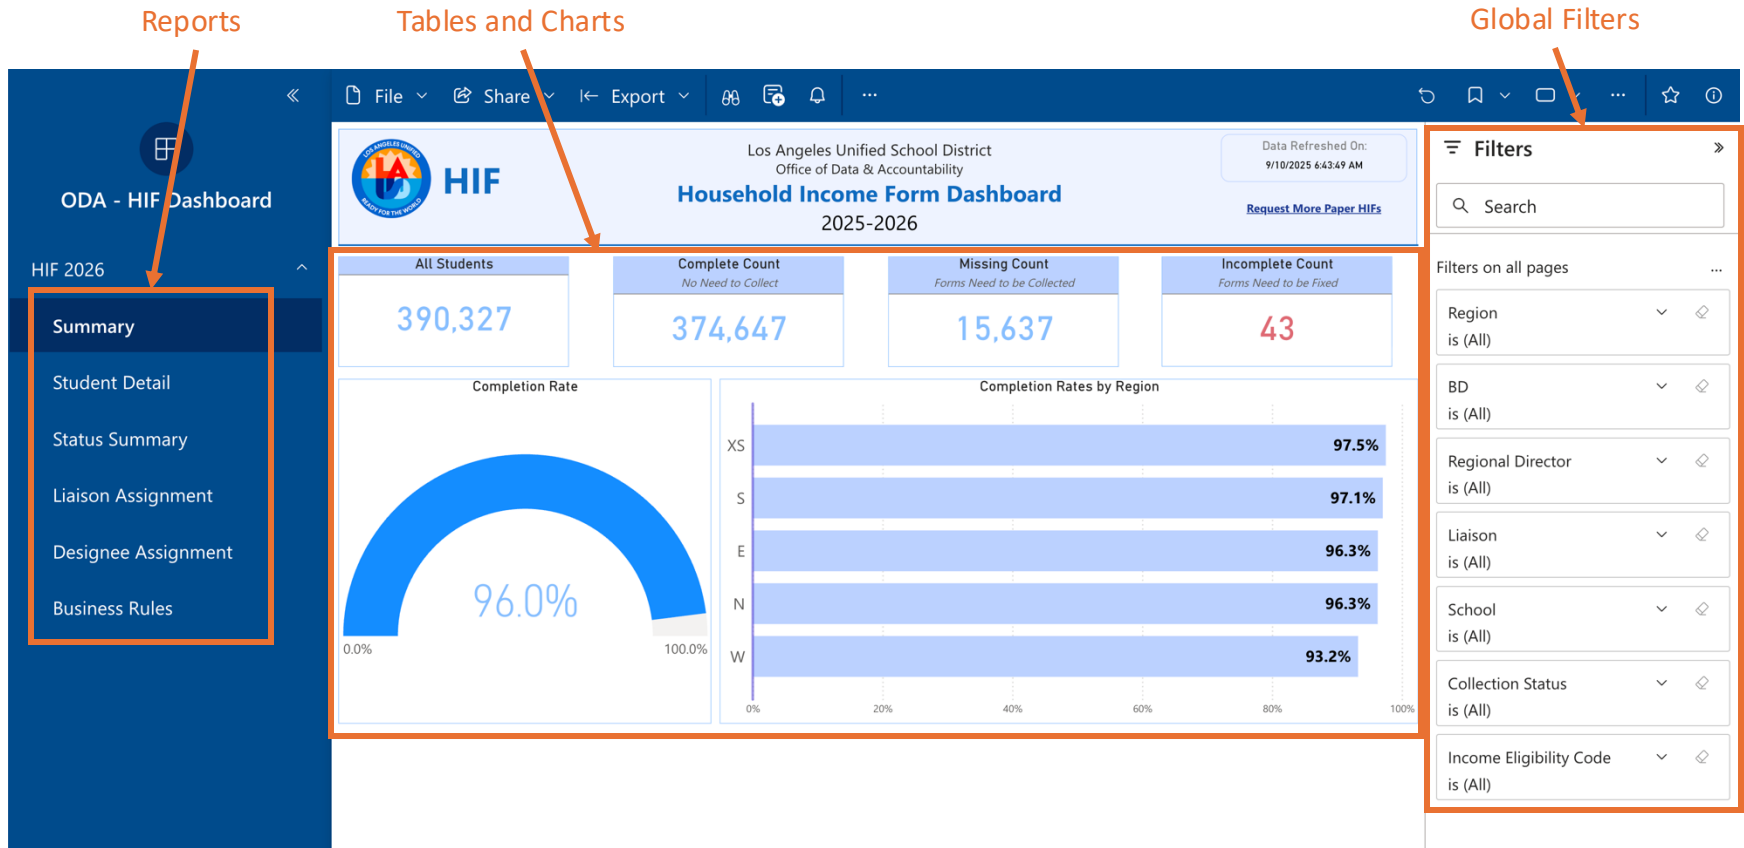 Reports
Tables and Charts
Global Filters
File
Share
Export
ODA - HIF Dashboard
HIF 2026
Summary
Student Detail
Status Summary
Liaison Assignment
Designee Assignment
Business Rules
LOS ANGELES UNIFIED
READY FOR THE WORLD
HIF
Los Angeles Unified School District
Office of Data & Accountability
Household Income Form Dashboard
2025-2026
Data Refreshed On:
9/10/2025 6:43:49 AM
Request More Paper HIFs
All Students
390,327
Complete Count
No Need to Collect
374,647
Missing Count
Forms Need to be Collected
15,637
Incomplete Count
Forms Need to be Fixed
43
Completion Rate
96.0%
0.0%
100.0%
Completion Rates by Region
XS
97.5%
S
97.1%
E
96.3%
N
96.3%
W
93.2%
0%
20%
40%
60%
80%
100%
Filters
Search
Filters on all pages
Region
is (All)
BD
is (All)
Regional Director
is (All)
Liaison
is (All)
School
is (All)
Collection Status
is (All)
Income Eligibility Code
is (All)